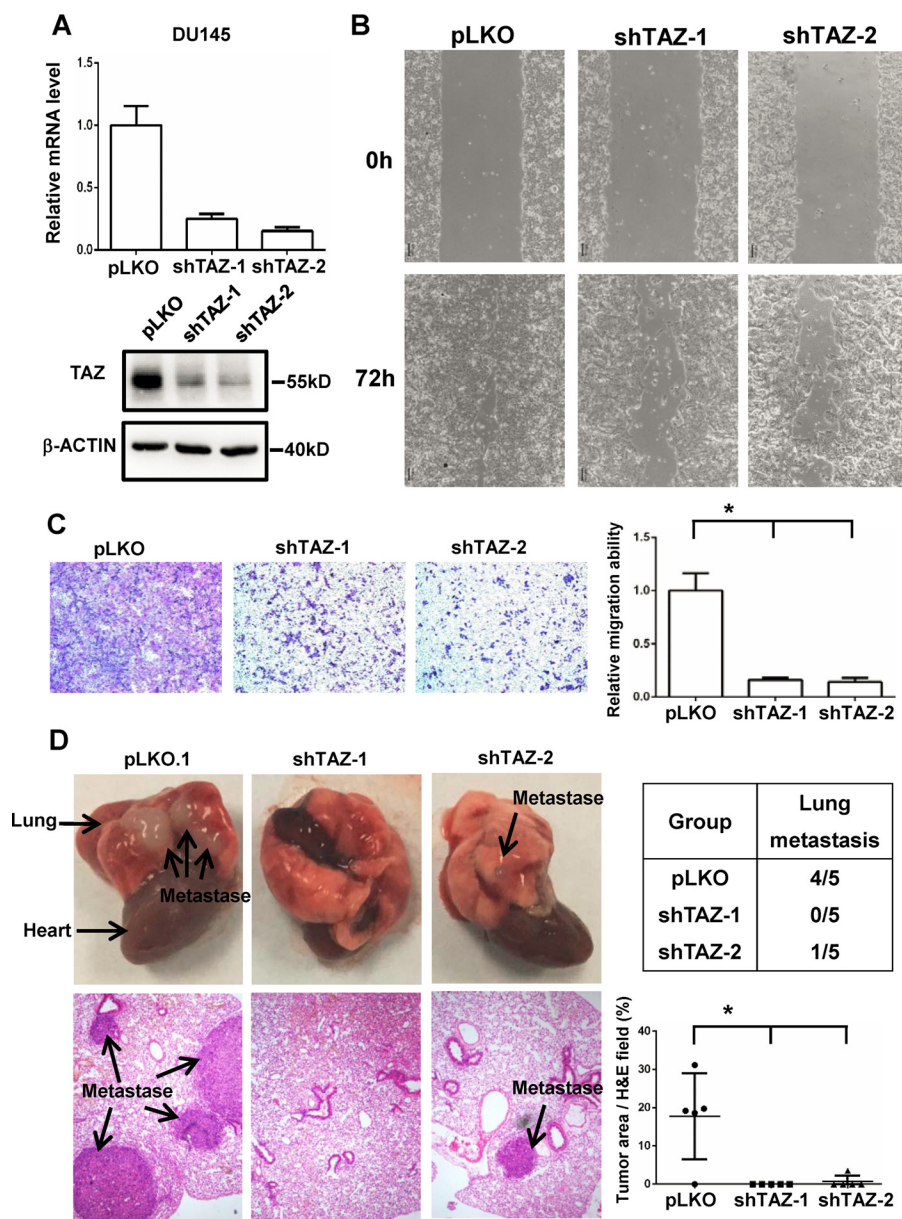 A
DU145
Relative mRNA level
1.5
1.0
0.5
0.0
pLKO shTAZ-1 shTAZ-2
pLKO shTAZ-1 shTAZ-2
TAZ
55kD
β-ACTIN
40kD
B
pLKO shTAZ-1 shTAZ-2
0h
72h
C
pLKO shTAZ-1 shTAZ-2
*
Relative migration ability
1.5
1.0
0.5
0.0
pLKO shTAZ-1 shTAZ-2
D
pLKO.1 shTAZ-1 shTAZ-2
Lung
Metastase
Heart
Metastase
Group Lung metastasis
pLKO 4/5
shTAZ-1 0/5
shTAZ-2 1/5
Metastase
Metastase
*
Tumor area / H&E field (%)
40
30
20
10
0
pLKO shTAZ-1 shTAZ-2